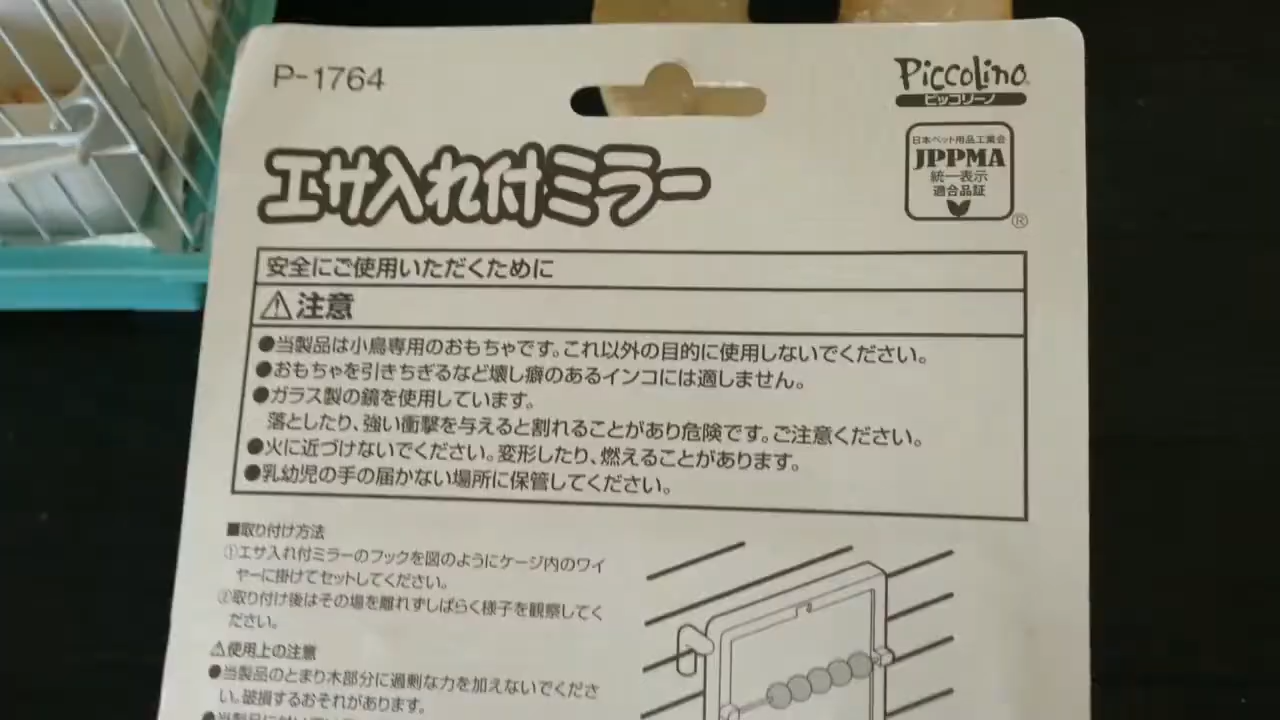 P-1764
Piccolino
ピッコリーノ
エサ入れ付ミラー
日本ペット用品工業会
JPPMA
統一表示
適合品証
®
安全にご使用いただくために
⚠注意
●当製品は小鳥専用のおもちゃです。これ以外の目的に使用しないでください。
●おもちゃを引きちぎるなど壊し癖のあるインコには適しません。
●ガラス製の鏡を使用しています。
落としたり、強い衝撃を与えると割れることがあり危険です。ご注意ください。
●火に近づけないでください。変形したり、燃えることがあります。
●乳幼児の手の届かない場所に保管してください。
■取り付け方法
①エサ入れ付ミラーのフックを図のようにケージ内のワイ
ヤーに掛けてセットしてください。
②取り付け後はその場を離れずしばらく様子を観察してく
ださい。
⚠使用上の注意
●当製品のとまり木部分に過剰な力を加えないでくださ
い。破損するおそれがあります。